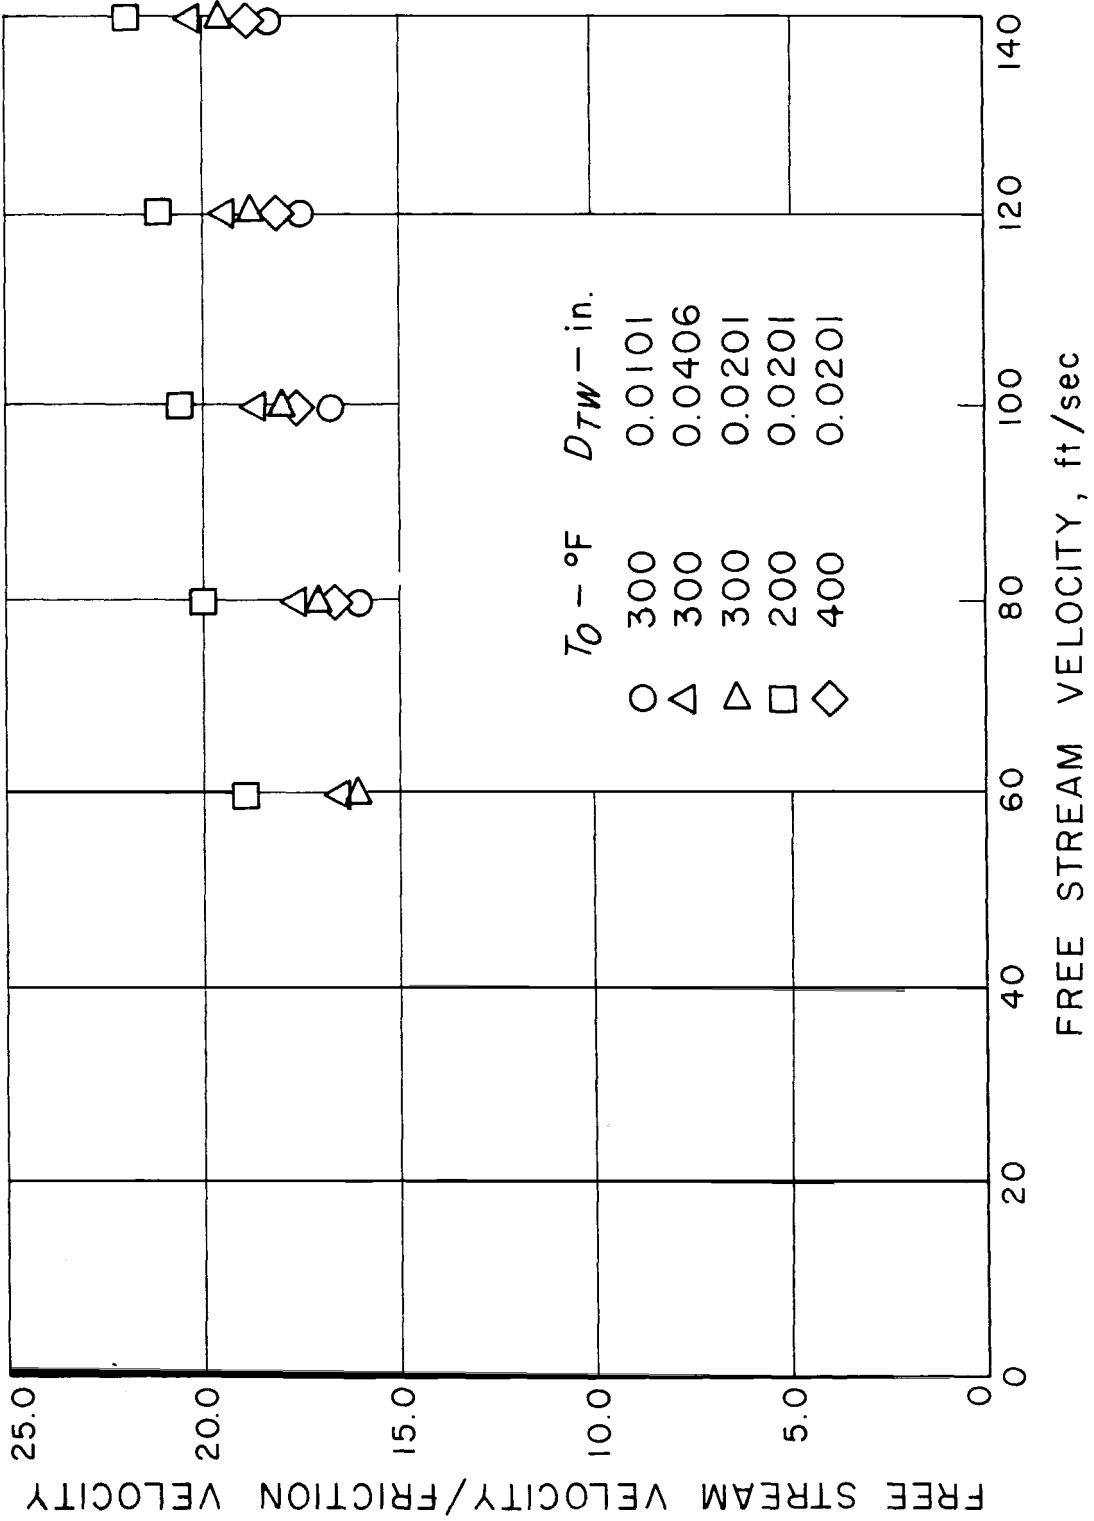 FREE STREAM VELOCITY/FRICTION VELOCITY
25.0
20.0
15.0
10.0
5.0
0
T0 – °F DTW – in.
300 0.0101
300 0.0406
300 0.0201
200 0.0201
400 0.0201
0 20 40 60 80 100 120 140
FREE STREAM VELOCITY, ft/sec